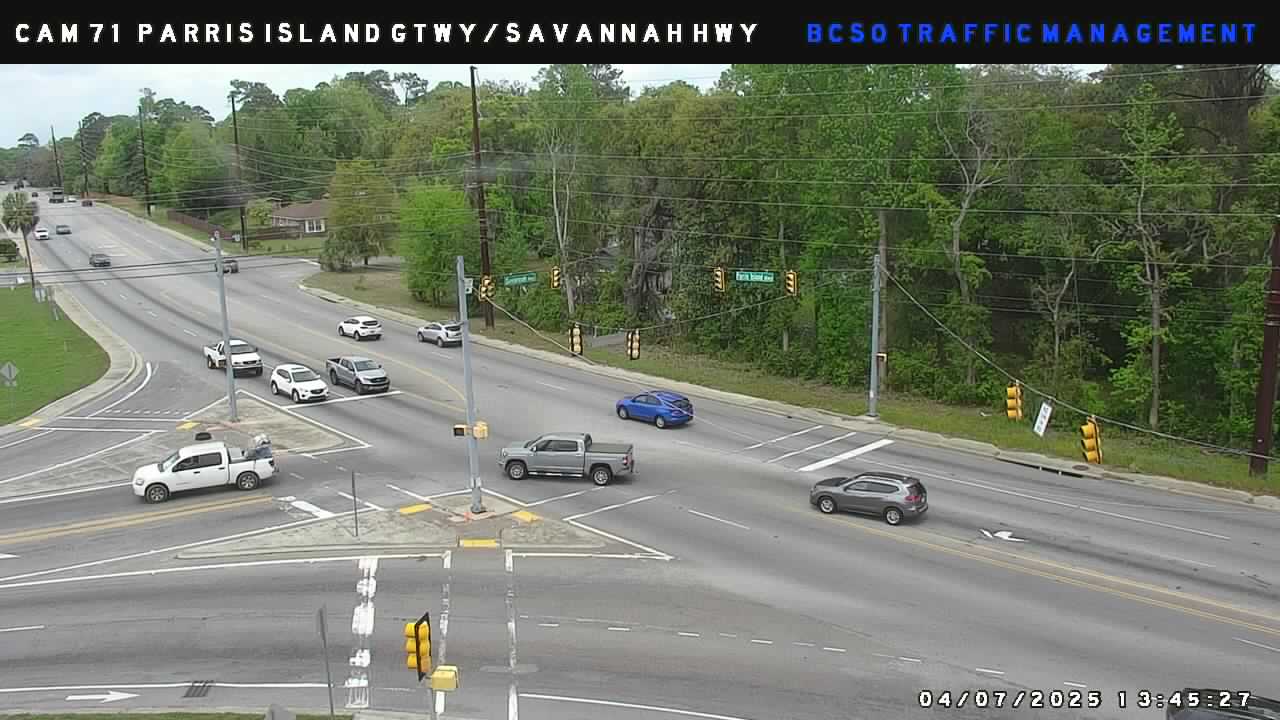 CAM 71 PARRIS ISLAND GTWY/SAVANNAH HWY
BCSO TRAFFIC MANAGEMENT
04/07/2025 13:45:27